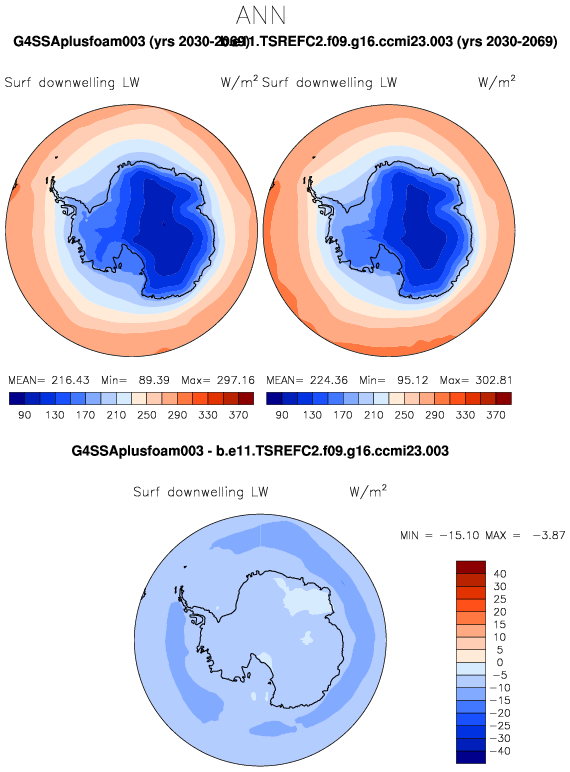 ANN
G4SSAplusfoam003 (yrs 2030-2069) b.e11.TSREFC2.f09.g16.ccmi23.003 (yrs 2030-2069)
Surf downwelling LW W/m² Surf downwelling LW W/m²
MEAN= 216.43 Min= 89.39 Max= 297.16 MEAN= 224.36 Min= 95.12 Max= 302.81
90 130 170 210 250 290 330 370 90 130 170 210 250 290 330 370
G4SSAplusfoam003 - b.e11.TSREFC2.f09.g16.ccmi23.003
Surf downwelling LW W/m²
MIN = −15.10 MAX = −3.87
40
30
25
20
15
10
5
0
−5
−10
−15
−20
−25
−30
−40